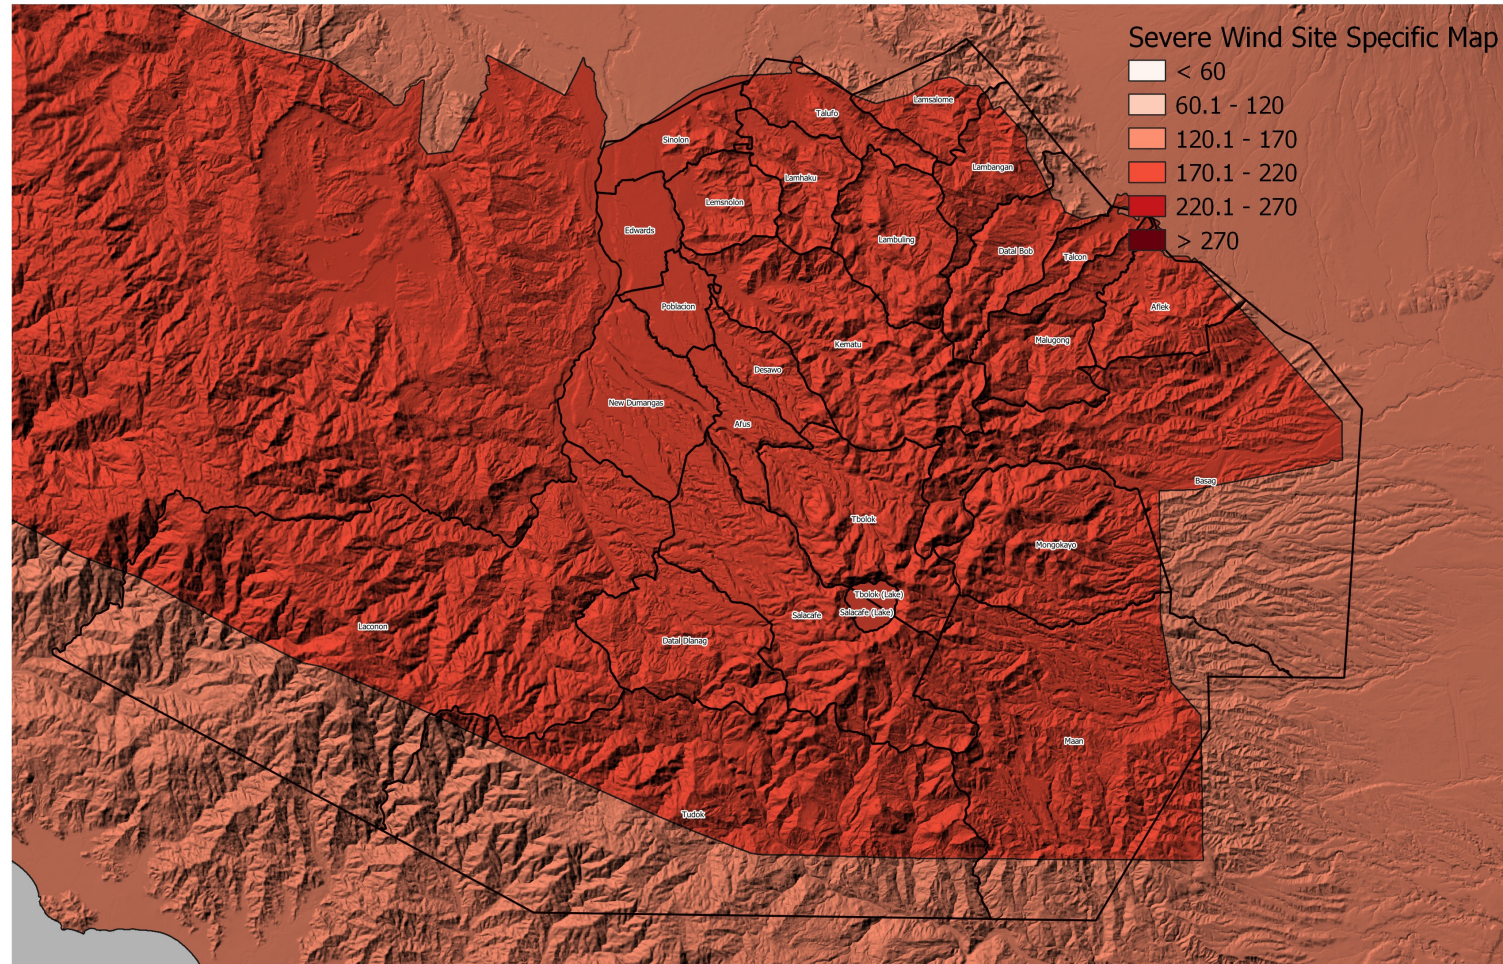 Severe Wind Site Specific Map
< 60
60.1 - 120
120.1 - 170
170.1 - 220
220.1 - 270
> 270
Lamsalome
Talufo
Sinolon
Lambangan
Lamhaku
Lemsnolon
Edwards
Lambuling
Datal Bob
Talcon
Poblacion
Aflek
Malugong
Kematu
Desawo
New Dumangas
Afus
Basag
Tbolok
Mongokayo
Tbolok (Lake)
Salacafe (Lake)
Salacafe
Laconon
Datal Dlanag
Maan
Tudok